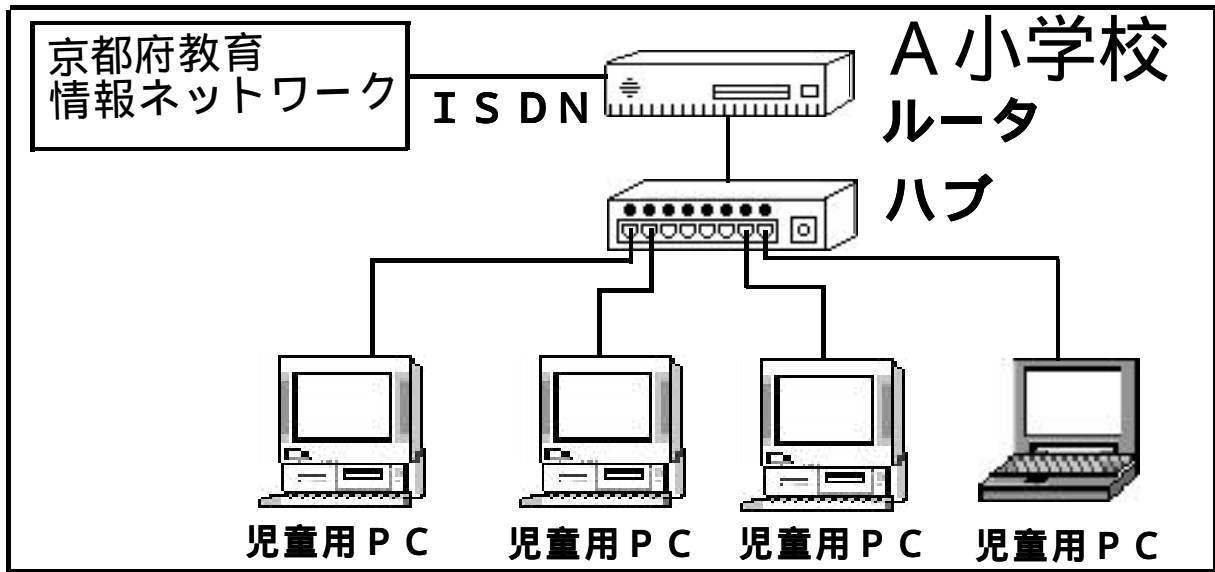 京都府教育
情報ネットワーク
ＩＳＤＮ
Ａ小学校
ルータ
ハブ
児童用ＰＣ
児童用ＰＣ
児童用ＰＣ
児童用ＰＣ